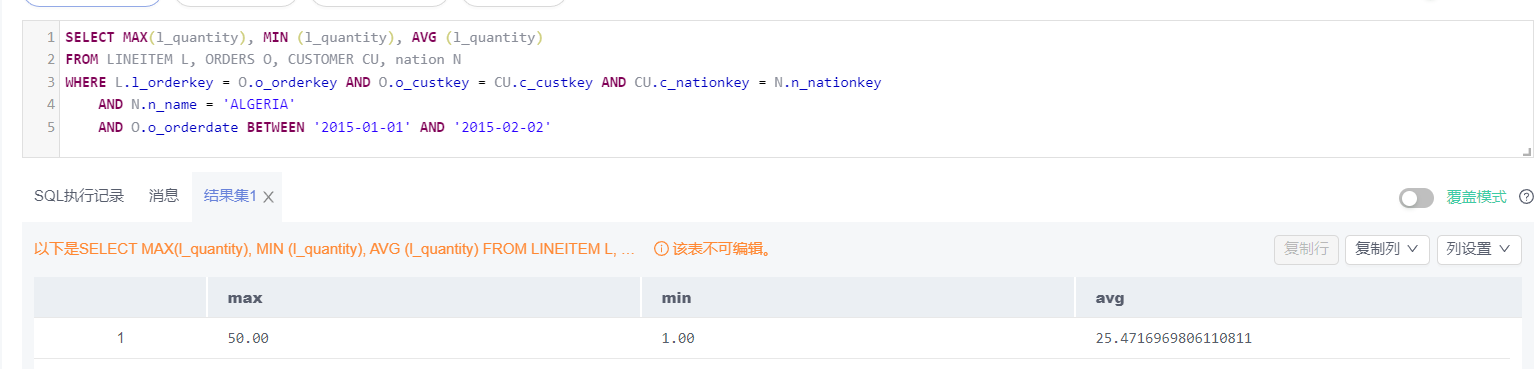 1 SELECT MAX(l_quantity), MIN (l_quantity), AVG (l_quantity)
2 FROM LINEITEM L, ORDERS O, CUSTOMER CU, nation N
3 WHERE L.l_orderkey = O.o_orderkey AND O.o_custkey = CU.c_custkey AND CU.c_nationkey = N.n_nationkey
4 AND N.n_name = 'ALGERIA'
5 AND O.o_orderdate BETWEEN '2015-01-01' AND '2015-02-02'
SQL执行记录 消息 结果集1 覆盖模式
以下是SELECT MAX(l_quantity), MIN (l_quantity), AVG (l_quantity) FROM LINEITEM L, ... 该表不可编辑。 复制行 复制列 列设置
max min avg
1 50.00 1.00 25.4716969806110811